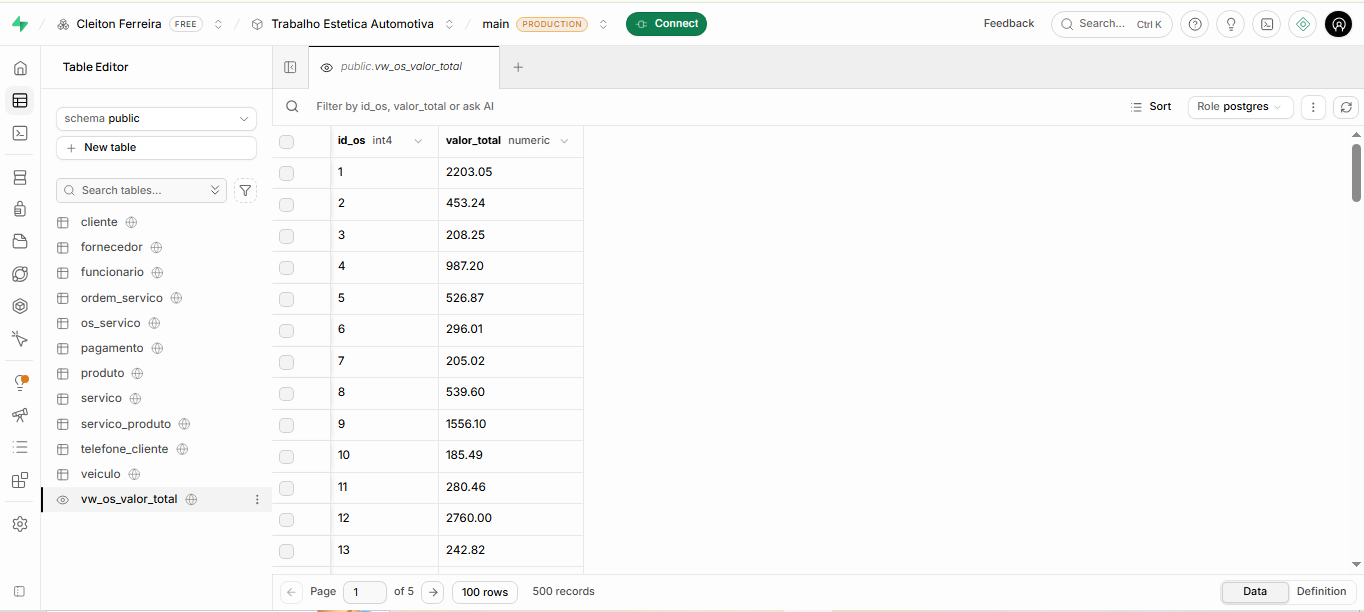 Cleiton Ferreira FREE / Trabalho Estetica Automotiva / main PRODUCTION Connect Feedback Search... Ctrl K
Table Editor
public.vw_os_valor_total
schema public
New table
Search tables...
cliente
fornecedor
funcionario
ordem_servico
os_servico
pagamento
produto
servico
servico_produto
telefone_cliente
veiculo
vw_os_valor_total
Filter by id_os, valor_total or ask AI Sort Role postgres
id_os int4 valor_total numeric
1 2203.05
2 453.24
3 208.25
4 987.20
5 526.87
6 296.01
7 205.02
8 539.60
9 1556.10
10 185.49
11 280.46
12 2760.00
13 242.82
Page 1 of 5 100 rows 500 records Data Definition